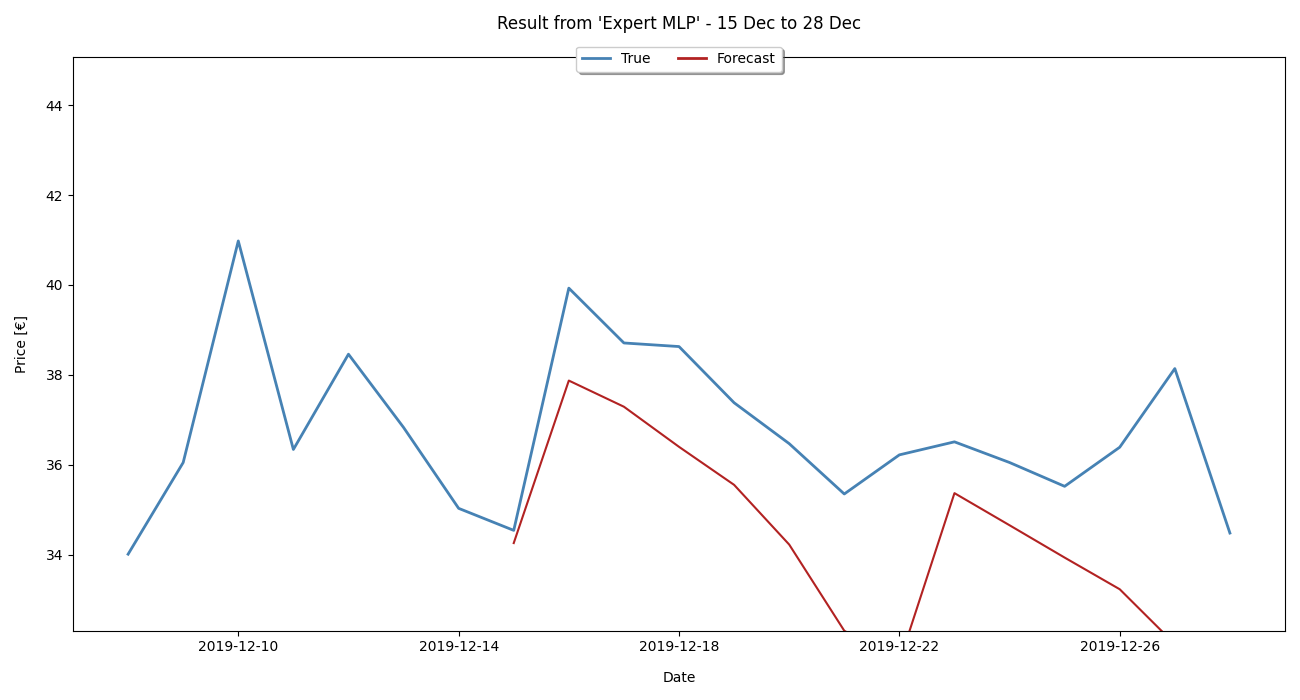 Result from 'Expert MLP' - 15 Dec to 28 Dec
True Forecast
44
42
40
38
36
34
Price [€]
2019-12-10 2019-12-14 2019-12-18 2019-12-22 2019-12-26
Date